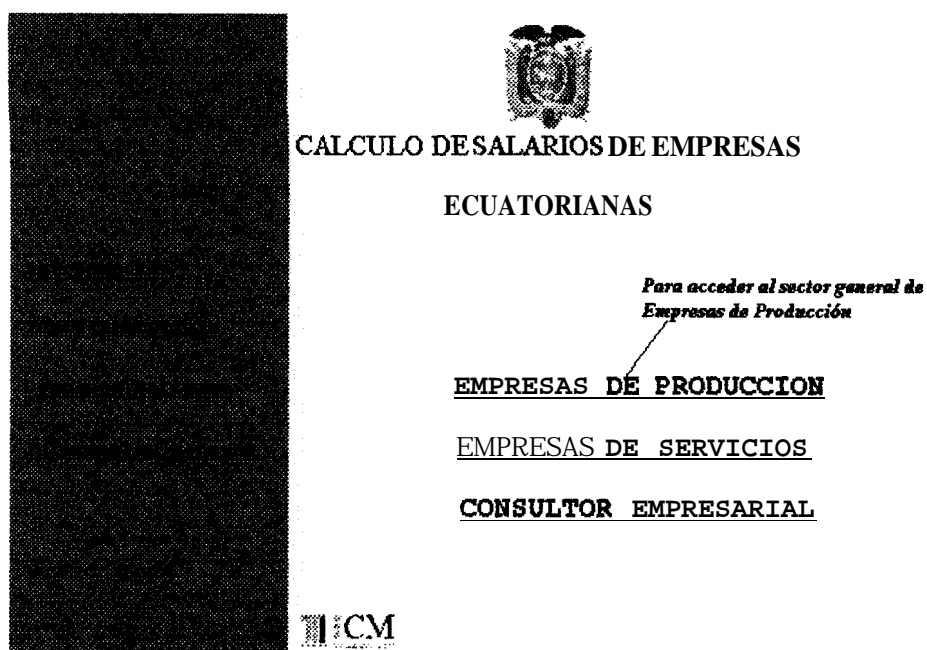 CALCULO DE SALARIOS DE EMPRESAS
ECUATORIANAS
Para acceder al sector general de
Empresas de Producción
EMPRESAS DE PRODUCCION
EMPRESAS DE SERVICIOS
CONSULTOR EMPRESARIAL
CM